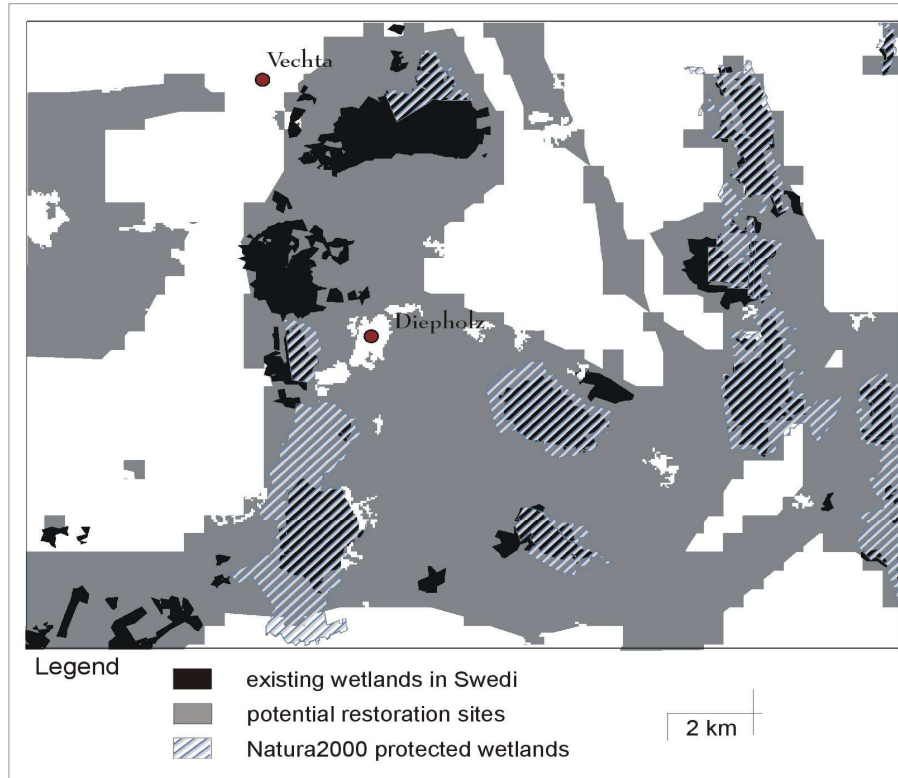 Vechta
Diepholz
Legend
existing wetlands in Swedi
potential restoration sites
Natura2000 protected wetlands
2 km